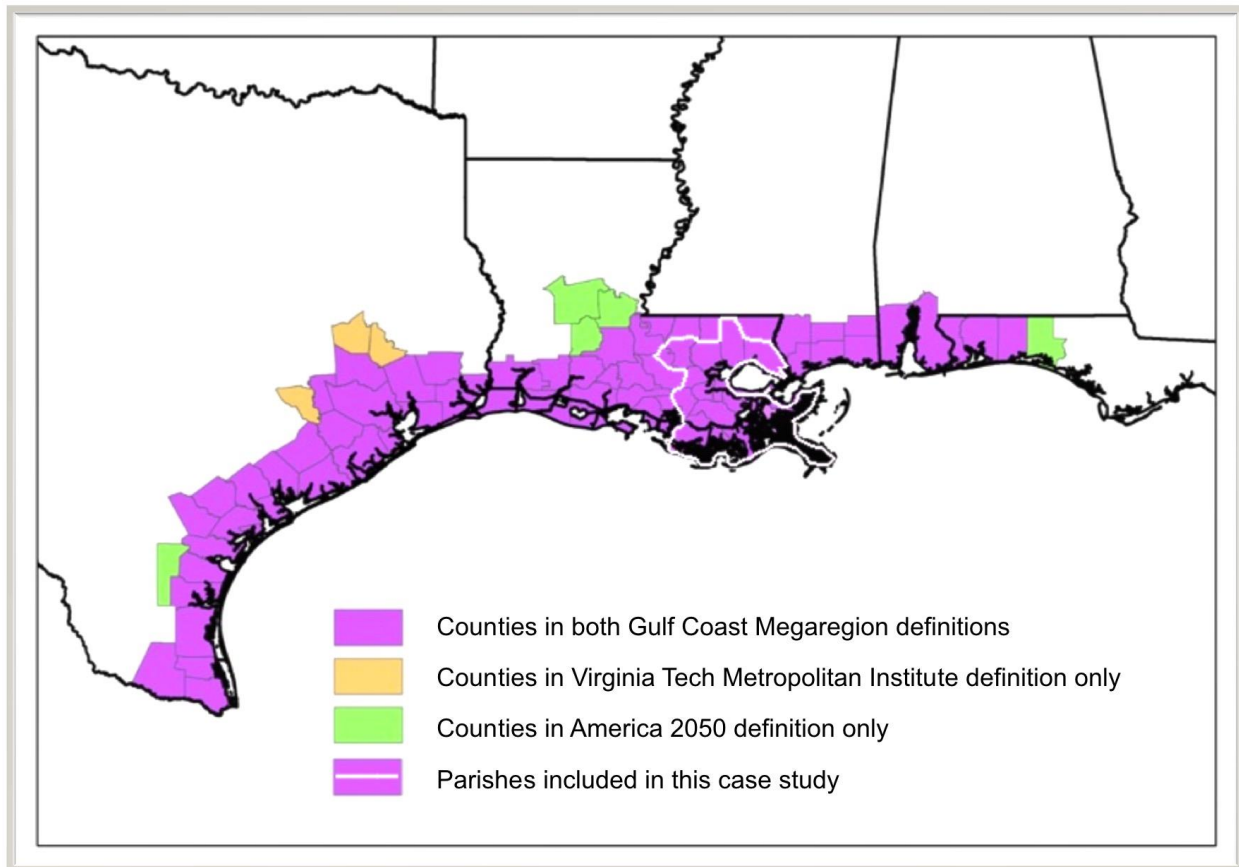 Counties in both Gulf Coast Megaregion definitions
Counties in Virginia Tech Metropolitan Institute definition only
Counties in America 2050 definition only
Parishes included in this case study